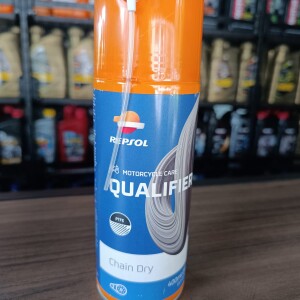 REPSOL
MOTORCYCLE CARE
QUALIFIER
PTFE
Chain Dry